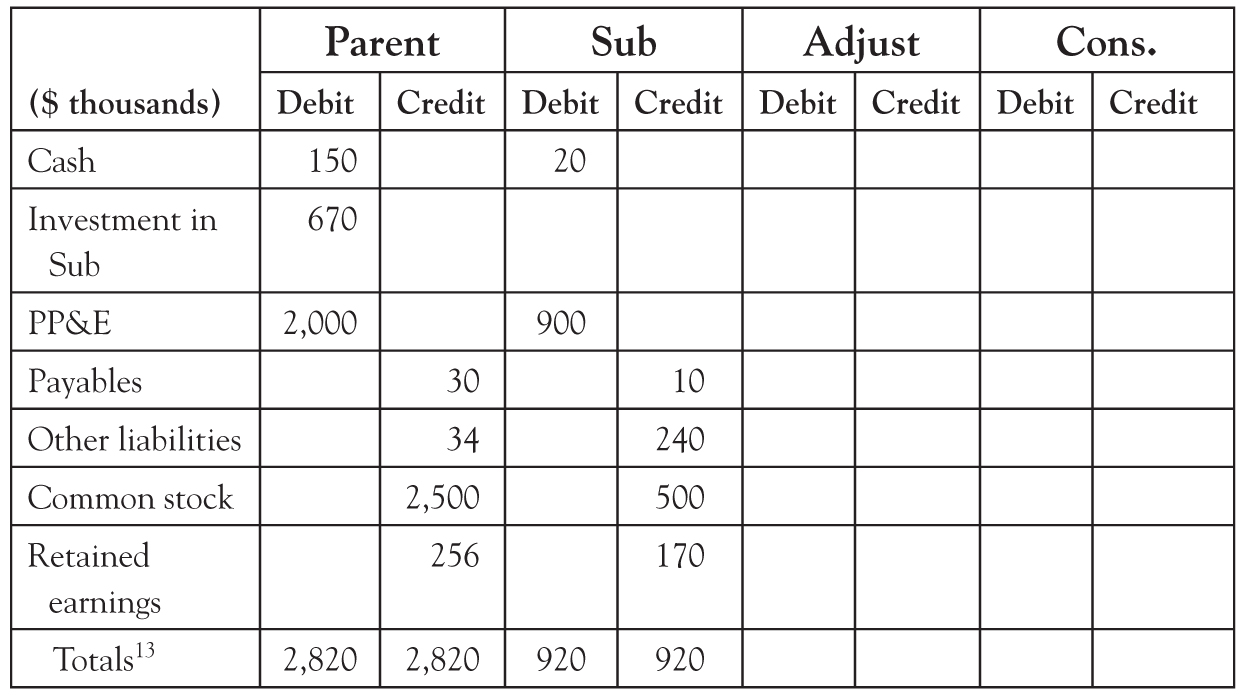 Parent Sub Adjust Cons.
($ thousands) Debit Credit Debit Credit Debit Credit Debit Credit
Cash 150 20
Investment in 670
Sub
PP&E 2,000 900
Payables 30 10
Other liabilities 34 240
Common stock 2,500 500
Retained 256 170
earnings
Totals13 2,820 2,820 920 920